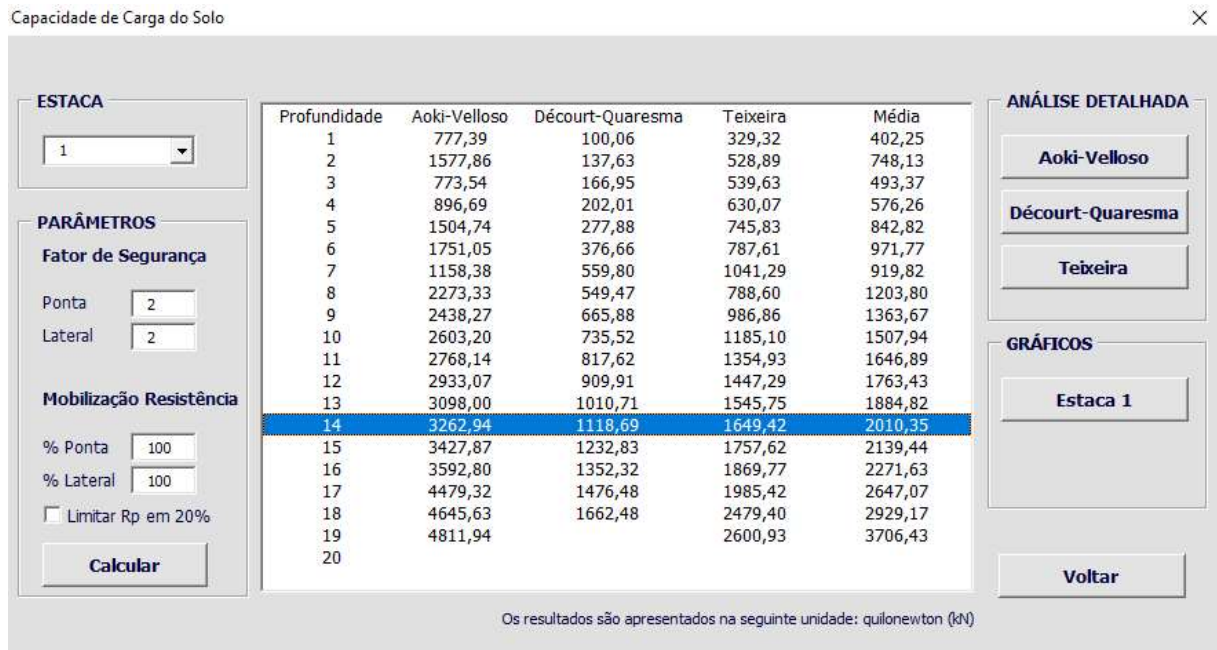 Capacidade de Carga do Solo
ESTACA
1
PARÂMETROS
Fator de Segurança
Ponta 2
Lateral 2
Mobilização Resistência
% Ponta 100
% Lateral 100
Limitar Rp em 20%
Calcular
Profundidade Aoki-Velloso Décourt-Quaresma Teixeira Média
1 777,39 100,06 329,32 402,25
2 1577,86 137,63 528,89 748,13
3 773,54 166,95 539,63 493,37
4 896,69 202,01 630,07 576,26
5 1504,74 277,88 745,83 842,82
6 1751,05 376,66 787,61 971,77
7 1158,38 559,80 1041,29 919,82
8 2273,33 549,47 788,60 1203,80
9 2438,27 665,88 986,86 1363,67
10 2603,20 735,52 1185,10 1507,94
11 2768,14 817,62 1354,93 1646,89
12 2933,07 909,91 1447,29 1763,43
13 3098,00 1010,71 1545,75 1884,82
14 3262,94 1118,69 1649,42 2010,35
15 3427,87 1232,83 1757,62 2139,44
16 3592,80 1352,32 1869,77 2271,63
17 4479,32 1476,48 1985,42 2647,07
18 4645,63 1662,48 2479,40 2929,17
19 4811,94 2600,93 3706,43
20
Os resultados são apresentados na seguinte unidade: quilonewton (kN)
ANÁLISE DETALHADA
Aoki-Velloso
Décourt-Quaresma
Teixeira
GRÁFICOS
Estaca 1
Voltar